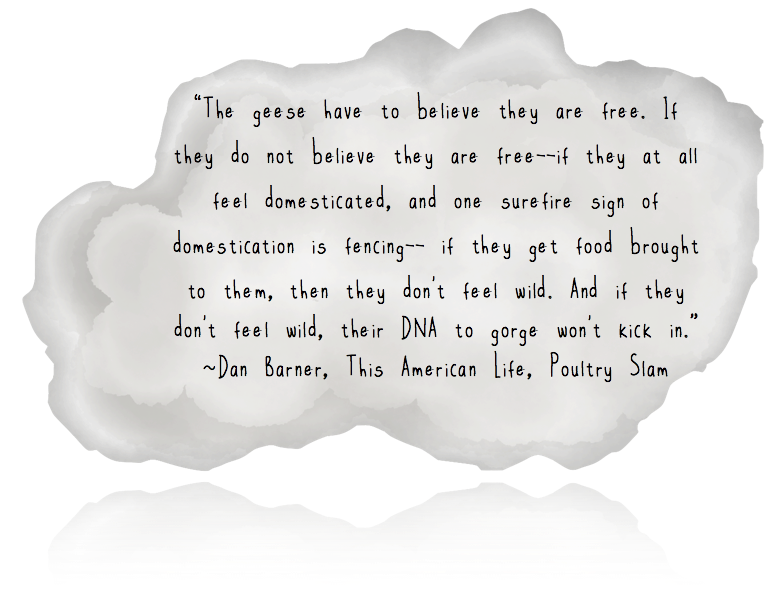 “The geese have to believe they are free. If
they do not believe they are free--if they at all
feel domesticated, and one surefire sign of
domestication is fencing-- if they get food brought
to them, then they don't feel wild. And if they
don't feel wild, their DNA to gorge won't kick in.”
~Dan Barner, This American Life, Poultry Slam